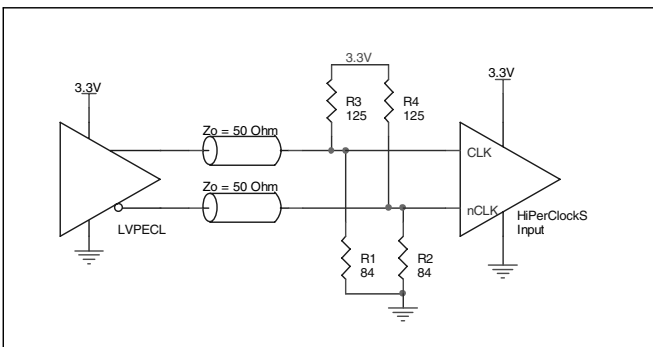 3.3V
3.3V
3.3V
R3
125
R4
125
Zo = 50 Ohm
CLK
Zo = 50 Ohm
nCLK
HiPerClockS
Input
LVPECL
R1
84
R2
84